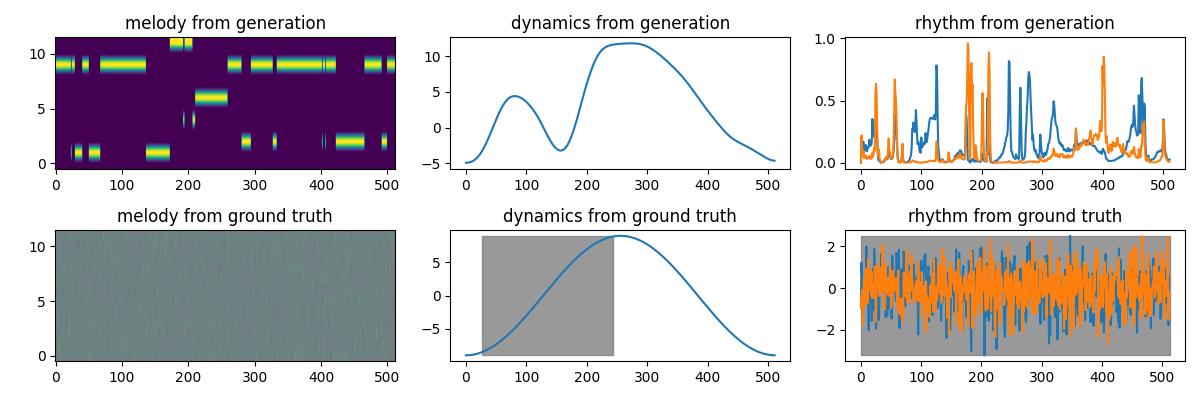 melody from generation
dynamics from generation
rhythm from generation
10
5
0
0 100 200 300 400 500
10
5
0
−5
0 100 200 300 400 500
1.0
0.5
0.0
0 100 200 300 400 500
melody from ground truth
dynamics from ground truth
rhythm from ground truth
10
5
0
0 100 200 300 400 500
5
0
−5
0 100 200 300 400 500
2
0
−2
0 100 200 300 400 500